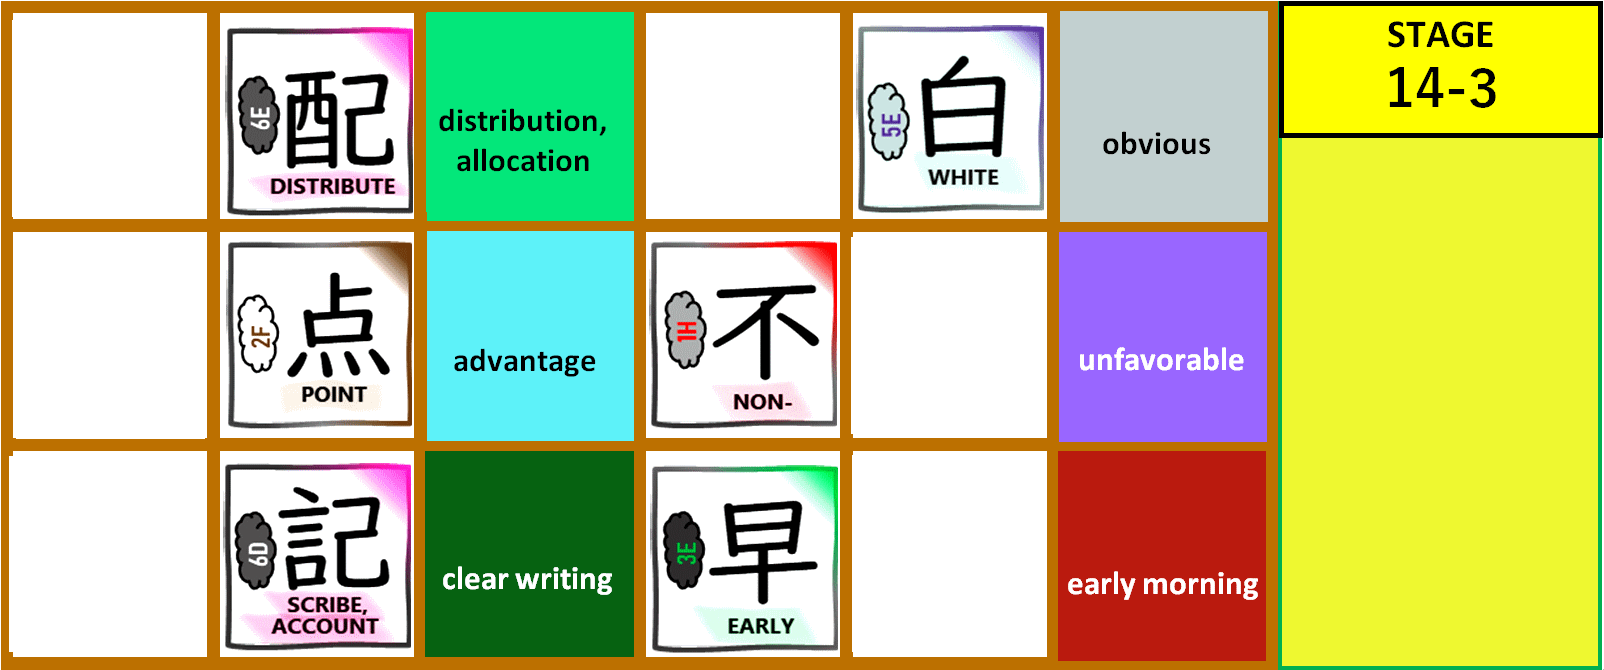 6E
配
DISTRIBUTE
distribution,
allocation
5E
白
WHITE
obvious
STAGE
14-3
2F
点
POINT
advantage
1H
不
NON-
unfavorable
6D
記
SCRIBE,
ACCOUNT
clear writing
3E
早
EARLY
early morning